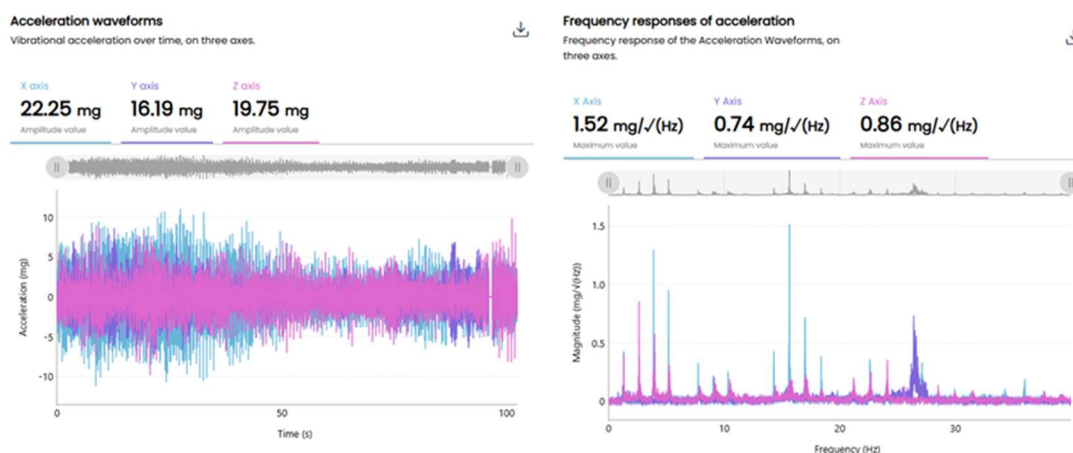 Acceleration waveforms
Vibrational acceleration over time, on three axes.
X axis
Y axis
Z axis
22.25 mg
16.19 mg
19.75 mg
Amplitude value
Amplitude value
Amplitude value
10
5
0
-5
-10
Acceleration (mg)
0
50
100
Time (s)
Frequency responses of acceleration
Frequency response of the Acceleration Waveforms, on
three axes.
X Axis
Y Axis
Z Axis
1.52 mg/√(Hz)
0.74 mg/√(Hz)
0.86 mg/√(Hz)
Maximum value
Maximum value
Maximum value
1.5
1.0
0.5
0
Magnitude (mg/√(Hz))
0
10
20
30
Frequency (Hz)